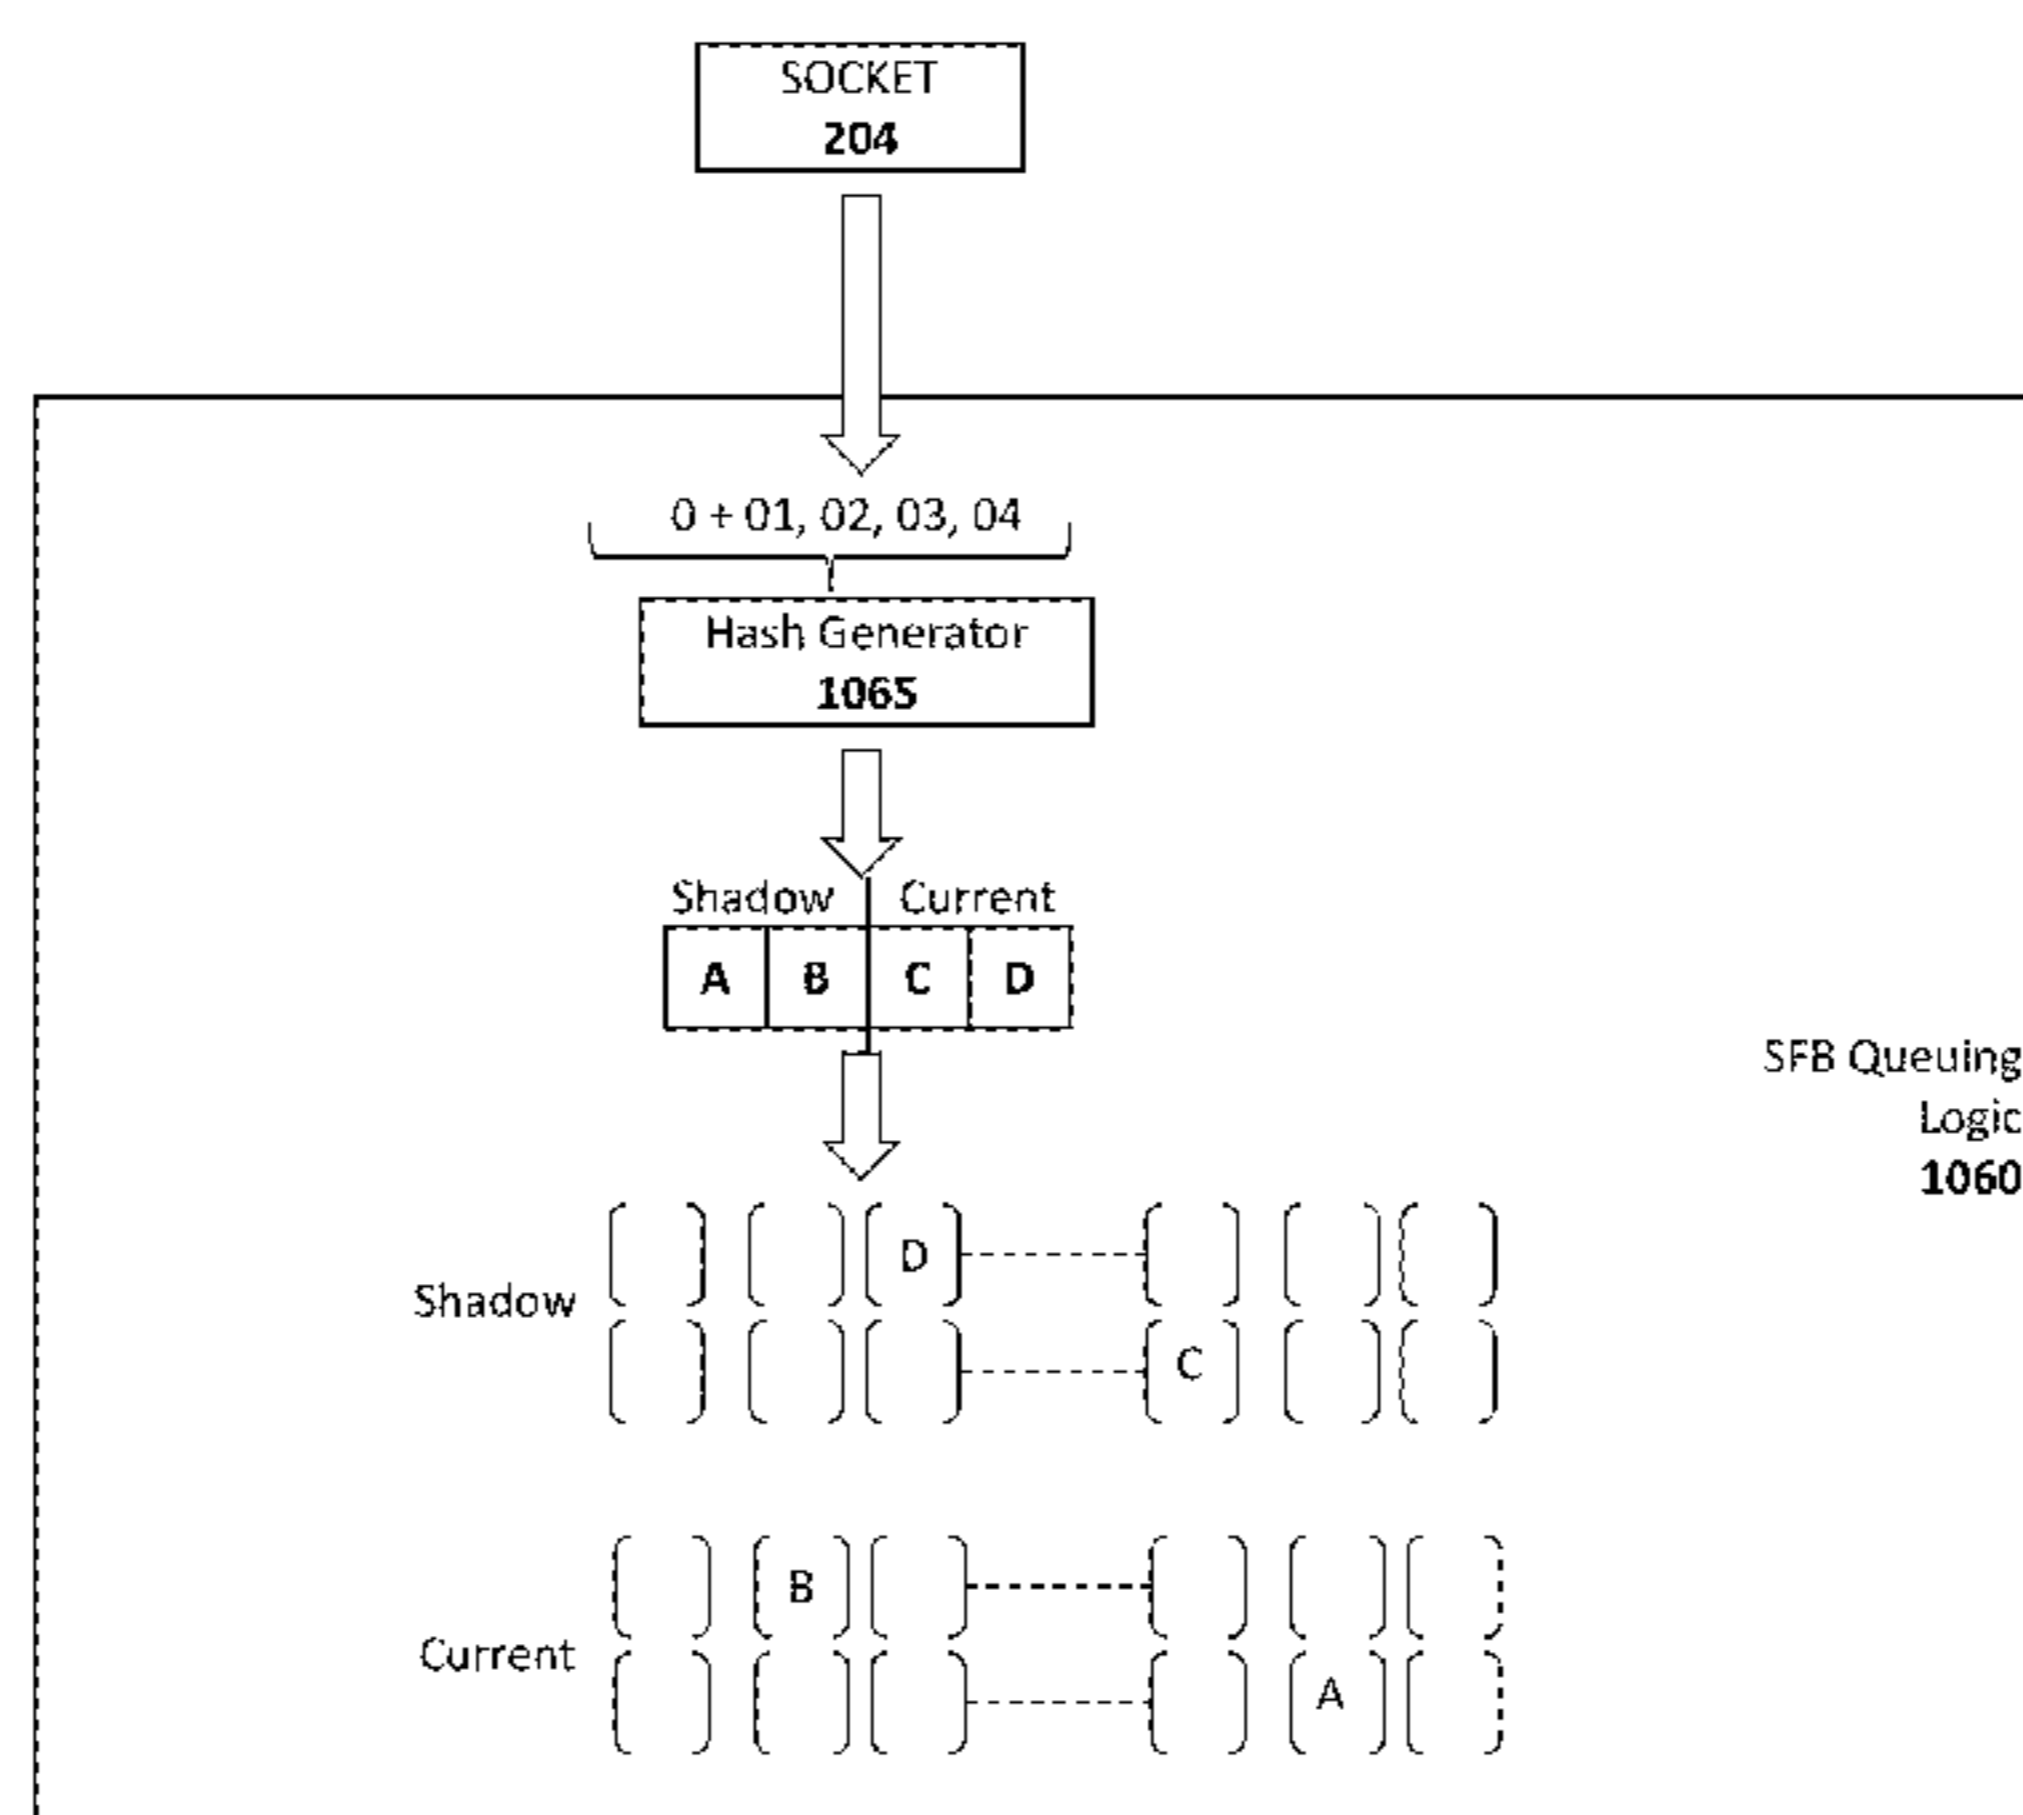 SOCKET
204
0 + 01, 02, 03, 04
Hash Generator
1065
Shadow Current
A B C D
SFB Queuing
Logic
1060
D
Shadow
C
B
Current
A